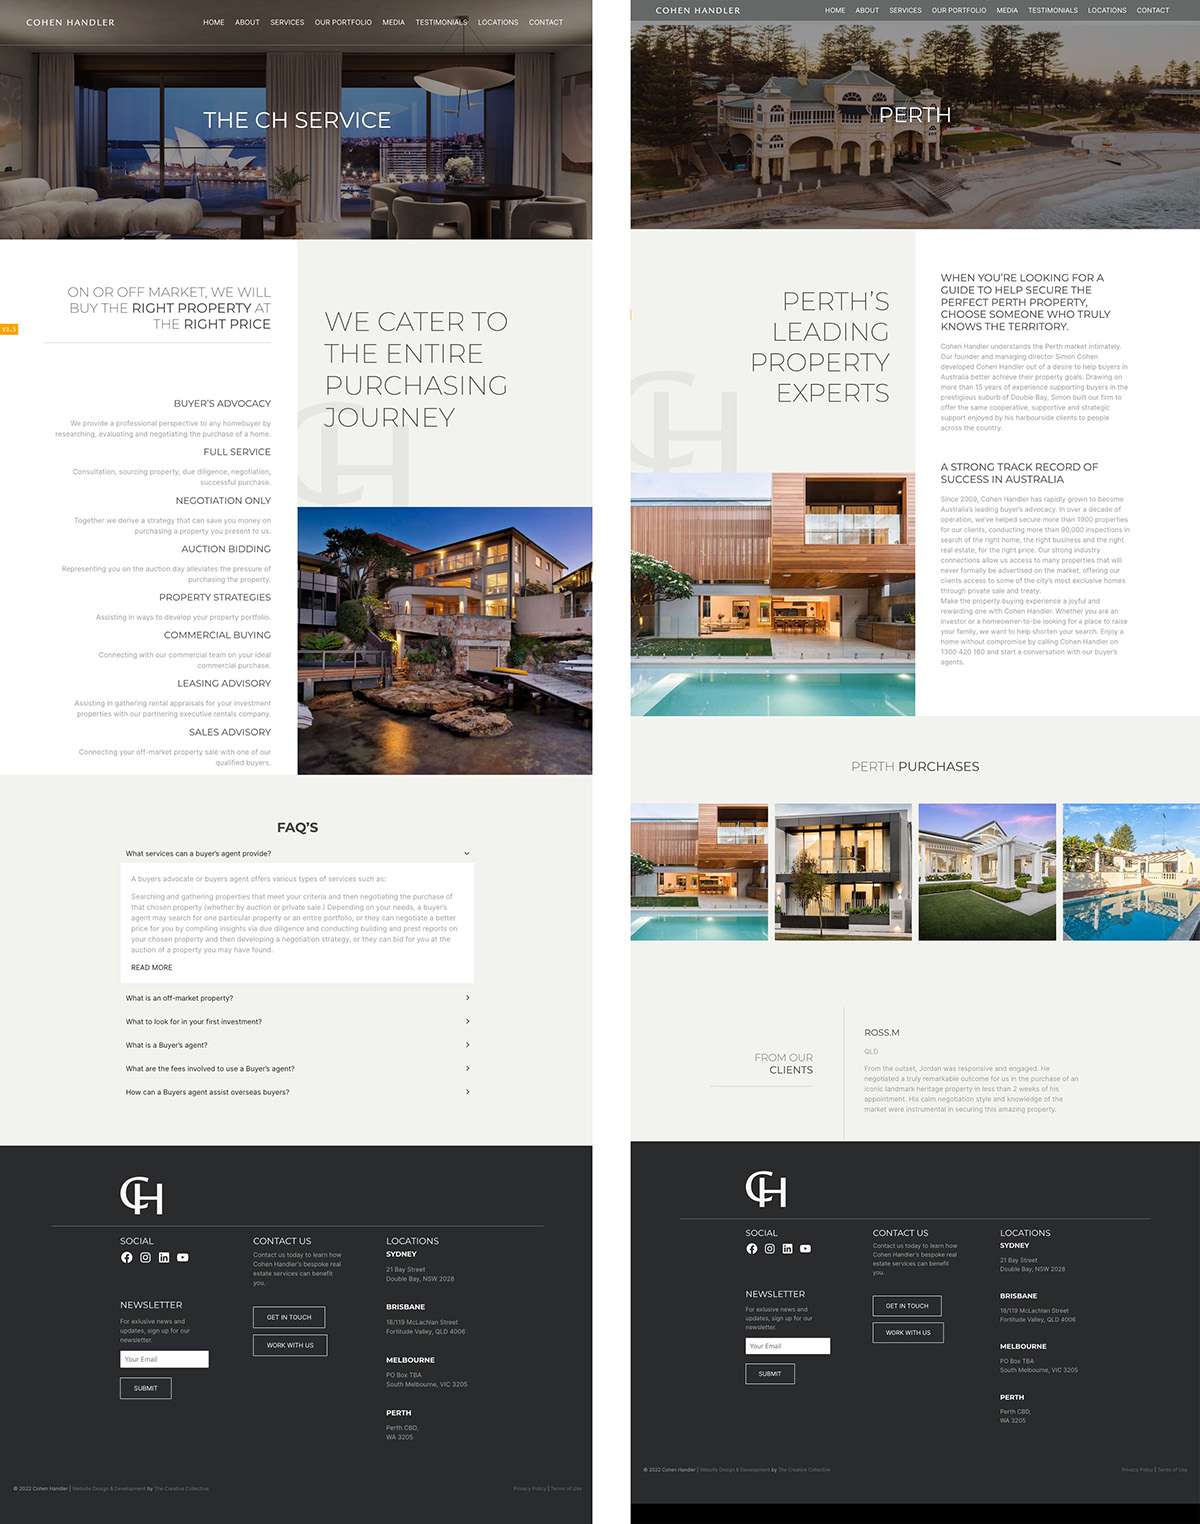 COHEN HANDLER
HOME ABOUT SERVICES OUR PORTFOLIO MEDIA TESTIMONIALS LOCATIONS CONTACT
THE CH SERVICE
ON OR OFF MARKET, WE WILL
BUY THE RIGHT PROPERTY AT
THE RIGHT PRICE
V1.3
BUYER'S ADVOCACY
We provide a professional perspective to any homebuyer by
researching, evaluating and negotiating the purchase of a home.
FULL SERVICE
Consultation, sourcing property, due diligence, negotiation,
successful purchase.
NEGOTIATION ONLY
Together we derive a strategy that can save you money on
purchasing a property you present to us.
AUCTION BIDDING
Representing you on the auction day alleviates the pressure of
purchasing the property.
PROPERTY STRATEGIES
Assisting in ways to develop your property portfolio.
COMMERCIAL BUYING
Connecting with our commercial team on your ideal
commercial purchase.
LEASING ADVISORY
Assisting in gathering rental appraisals for your investment
properties with our partnering executive rentals company.
SALES ADVISORY
Connecting your off-market property sale with one of our
qualified buyers.
WE CATER TO
THE ENTIRE
PURCHASING
JOURNEY
CH
FAQ'S
What services can a buyer's agent provide?
A buyers advocate or buyers agent offers various types of services such as:
Searching and gathering properties that meet your criteria and then negotiating the purchase of
that chosen property (whether by auction or private sale.) Depending on your needs, a buyer's
agent may search for one particular property or an entire portfolio, or they can negotiate a better
price for you by compiling insights via due diligence and conducting building and prest reports on
your chosen property and then developing a negotiation strategy, or they can bid for you at the
auction of a property you may have found.
READ MORE
What is an off-market property?
What to look for in your first investment?
What is a Buyer's agent?
What are the fees involved to use a Buyer's agent?
How can a Buyers agent assist overseas buyers?
CH
SOCIAL
NEWSLETTER
For exlusive news and
updates, sign up for our
newsletter.
Your Email
SUBMIT
CONTACT US
Contact us today to learn how
Cohen Handler's bespoke real
estate services can benefit
you.
GET IN TOUCH
WORK WITH US
LOCATIONS
SYDNEY
21 Bay Street
Double Bay, NSW 2028
BRISBANE
18/119 McLachlan Street
Fortitude Valley, QLD 4006
MELBOURNE
PO Box TBA
South Melbourne, VIC 3205
PERTH
Perth CBD,
WA 3205
© 2022 Cohen Handler | Website Design & Development by The Creative Collective
Privacy Policy | Terms of Use
COHEN HANDLER
HOME ABOUT SERVICES OUR PORTFOLIO MEDIA TESTIMONIALS LOCATIONS CONTACT
PERTH
PERTH'S
LEADING
PROPERTY
EXPERTS
CH
WHEN YOU'RE LOOKING FOR A
GUIDE TO HELP SECURE THE
PERFECT PERTH PROPERTY,
CHOOSE SOMEONE WHO TRULY
KNOWS THE TERRITORY.
Cohen Handler understands the Perth market intimately.
Our founder and managing director Simon Cohen
developed Cohen Handler out of a desire to help buyers in
Australia better achieve their property goals. Drawing on
more than 15 years of experience supporting buyers in the
prestigious suburb of Double Bay, Simon built our firm to
offer the same cooperative, supportive and strategic
support enjoyed by his harbourside clients to people
across the country.
A STRONG TRACK RECORD OF
SUCCESS IN AUSTRALIA
Since 2009, Cohen Handler has rapidly grown to become
Australia's leading buyer's advocacy. In over a decade of
operation, we've helped secure more than 1900 properties
for our clients, conducting more than 90,000 inspections in
search of the right home, the right business and the right
real estate, for the right price. Our strong industry
connections allow us access to many properties that will
never formally be advertised on the market, offering our
clients access to some of the city's most exclusive homes
through private sale and treaty.
Make the property buying experience a joyful and
rewarding one with Cohen Handler. Whether you are an
investor or a homeowner-to-be looking for a place to raise
your family, we want to help shorten your search. Enjoy a
home without compromise by calling Cohen Handler on
1300 420 160 and start a conversation with our buyer's
agents.
PERTH PURCHASES
FROM OUR
CLIENTS
ROSS.M
QLD
From the outset, Jordan was responsive and engaged. He
negotiated a truly remarkable outcome for us in the purchase of an
iconic landmark heritage property in less than 2 weeks of his
appointment. His calm negotiation style and knowledge of the
market were instrumental in securing this amazing property.
CH
SOCIAL
NEWSLETTER
For exlusive news and
updates, sign up for our
newsletter.
Your Email
SUBMIT
CONTACT US
Contact us today to learn how
Cohen Handler's bespoke real
estate services can benefit
you.
GET IN TOUCH
WORK WITH US
LOCATIONS
SYDNEY
21 Bay Street
Double Bay, NSW 2028
BRISBANE
18/119 McLachlan Street
Fortitude Valley, QLD 4006
MELBOURNE
PO Box TBA
South Melbourne, VIC 3205
PERTH
Perth CBD,
WA 3205
© 2022 Cohen Handler | Website Design & Development by The Creative Collective
Privacy Policy | Terms of Use